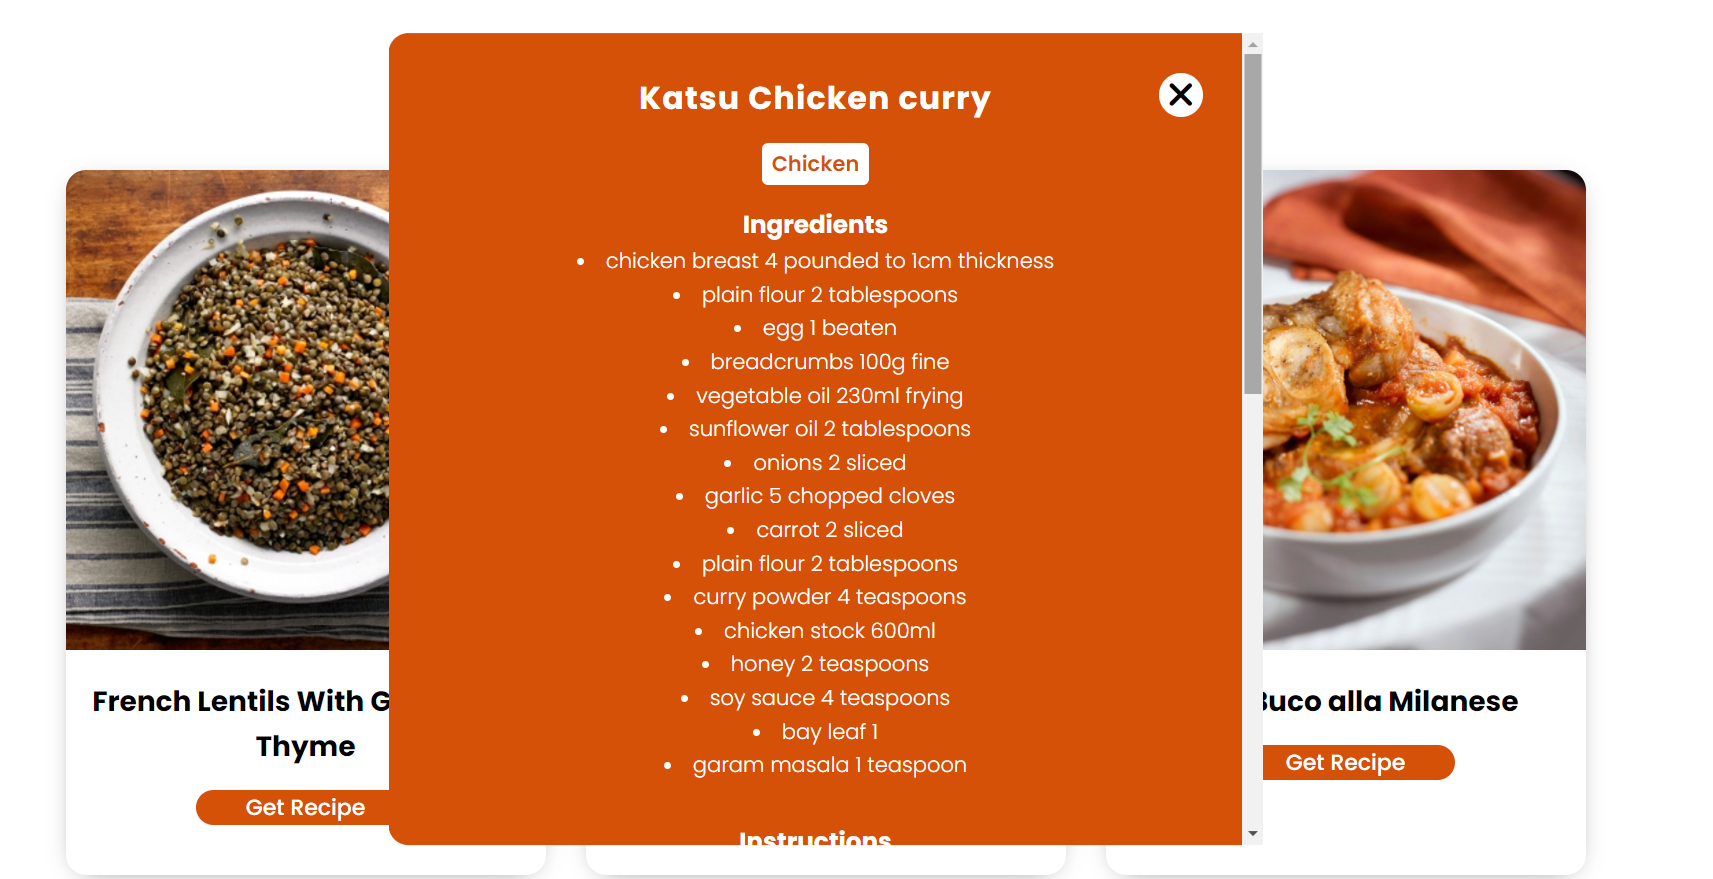 Katsu Chicken curry
Chicken
Ingredients
• chicken breast 4 pounded to 1cm thickness
• plain flour 2 tablespoons
• egg 1 beaten
• breadcrumbs 100g fine
• vegetable oil 230ml frying
• sunflower oil 2 tablespoons
• onions 2 sliced
• garlic 5 chopped cloves
• carrot 2 sliced
• plain flour 2 tablespoons
• curry powder 4 teaspoons
• chicken stock 600ml
• honey 2 teaspoons
• soy sauce 4 teaspoons
• bay leaf 1
• garam masala 1 teaspoon
Instructions
French Lentils With G
Thyme
Get Recipe
Buco alla Milanese
Get Recipe